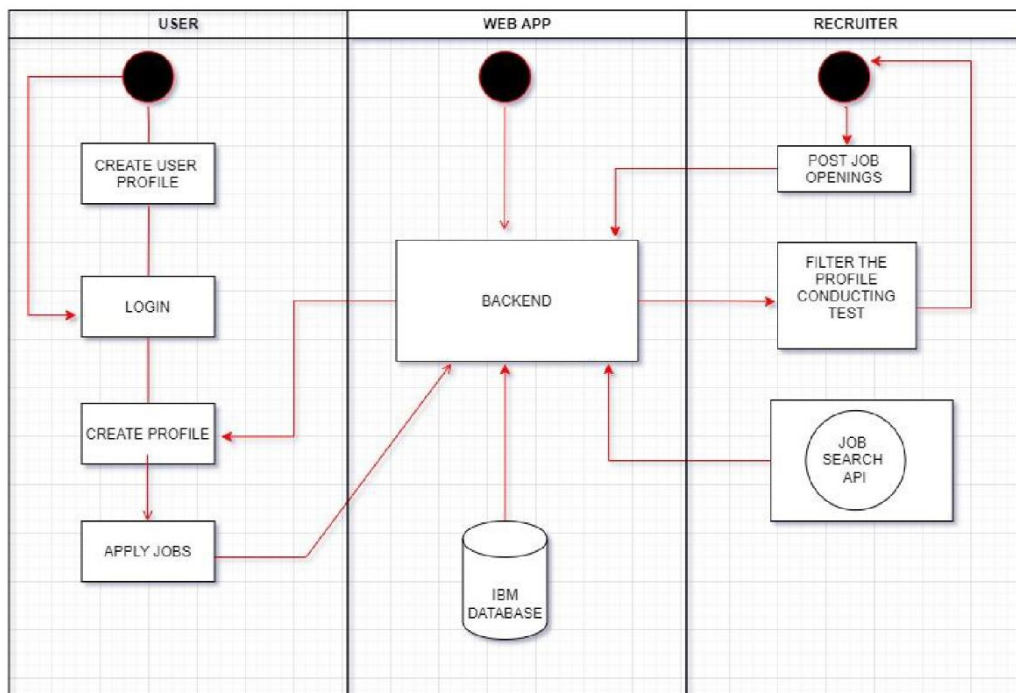 USER
WEB APP
RECRUITER
CREATE USER
PROFILE
POST JOB
OPENINGS
LOGIN
BACKEND
FILTER THE
PROFILE
CONDUCTING
TEST
CREATE PROFILE
JOB
SEARCH
API
APPLY JOBS
IBM
DATABASE